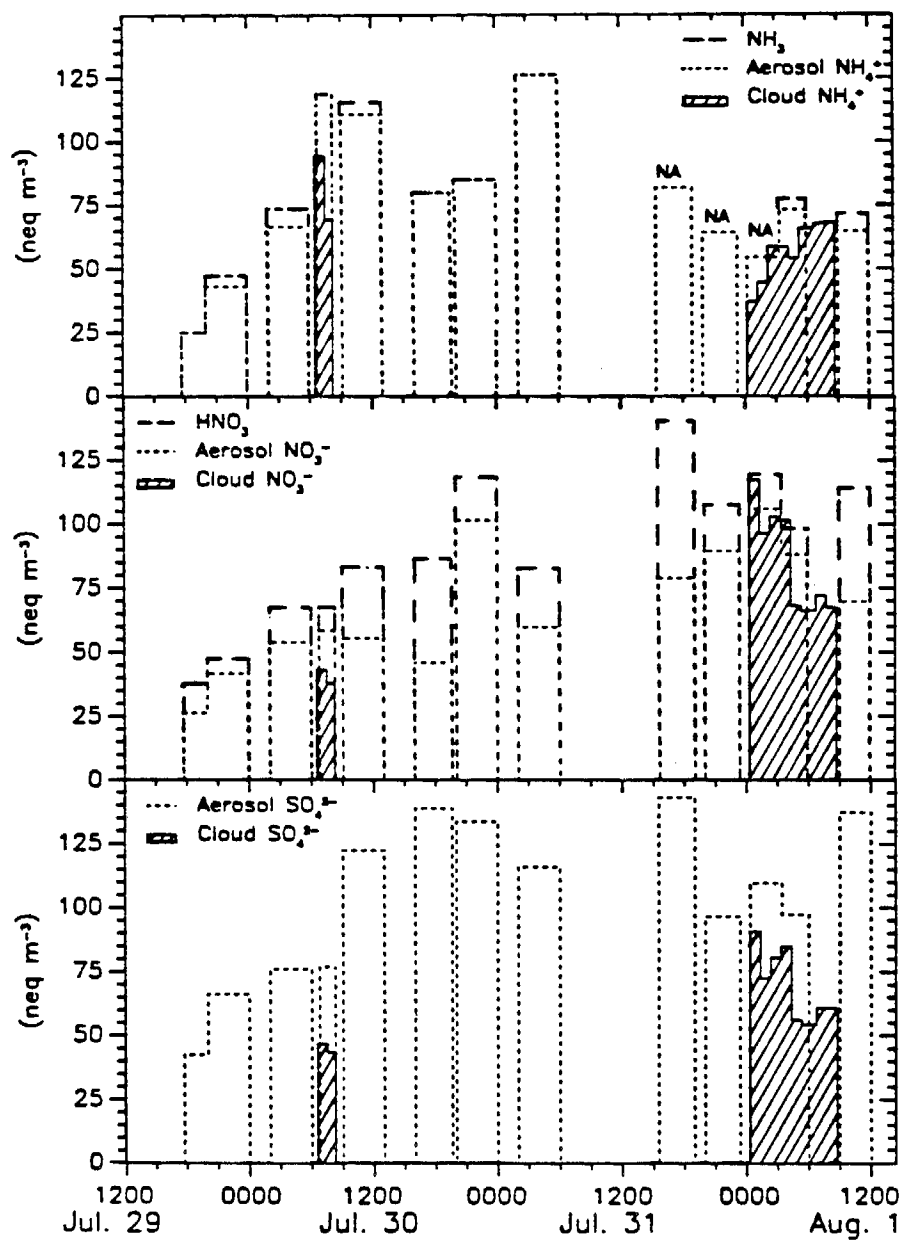 NH₃
Aerosol NH₄⁺
Cloud NH₄⁺
125
100
75
50
25
0
(neq m⁻³)
NA
NA
NA
HNO₃
Aerosol NO₃⁻
Cloud NO₃⁻
125
100
75
50
25
0
(neq m⁻³)
Aerosol SO₄²⁻
Cloud SO₄²⁻
125
100
75
50
25
0
(neq m⁻³)
1200 0000 1200 0000 1200 0000 1200
Jul. 29 Jul. 30 Jul. 31 Aug. 1